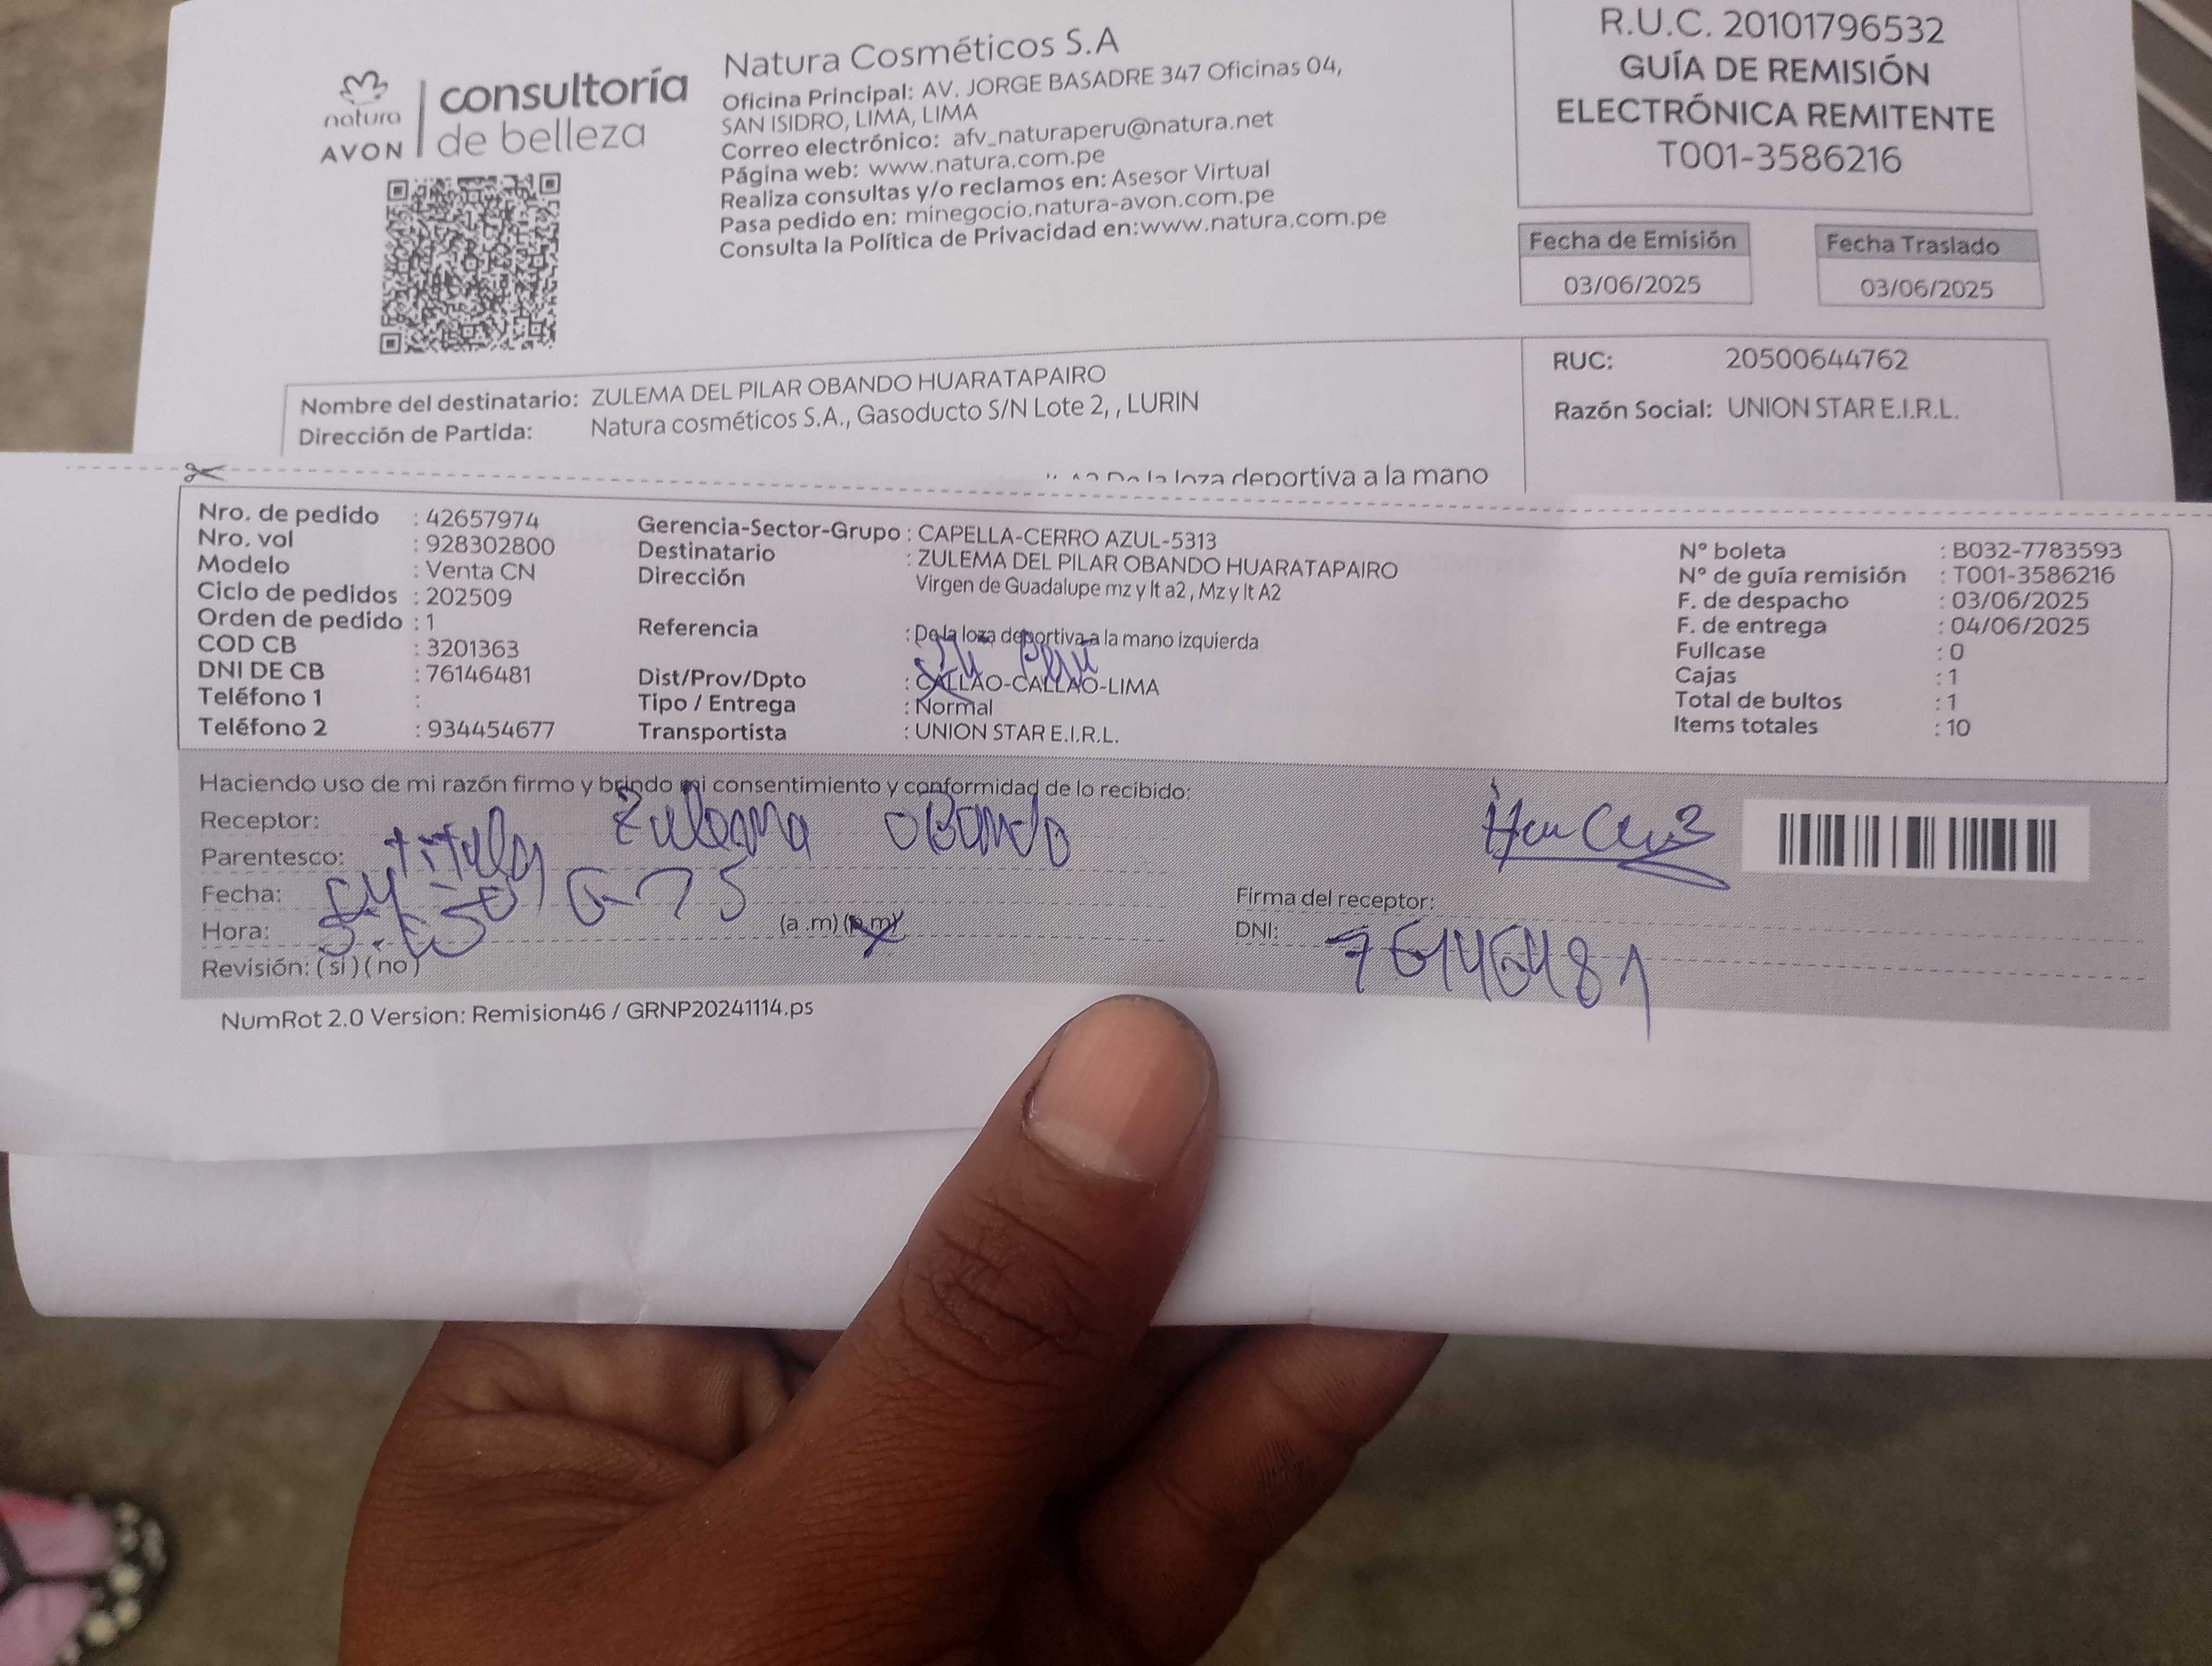 natura
AVON
consultoría
de belleza
Natura Cosméticos S.A
Oficina Principal: AV. JORGE BASADRE 347 Oficinas 04,
SAN ISIDRO, LIMA, LIMA
Correo electrónico: afv_naturaperu@natura.net
Página web: www.natura.com.pe
Realiza consultas y/o reclamos en: Asesor Virtual
Pasa pedido en: minegocio.natura-avon.com.pe
Consulta la Política de Privacidad en:www.natura.com.pe
R.U.C. 20101796532
GUÍA DE REMISIÓN
ELECTRÓNICA REMITENTE
T001-3586216
Fecha de Emisión
03/06/2025
Fecha Traslado
03/06/2025
Nombre del destinatario: ZULEMA DEL PILAR OBANDO HUARATAPAIRO
Dirección de Partida: Natura cosméticos S.A., Gasoducto S/N Lote 2, , LURIN
RUC: 20500644762
Razón Social: UNION STAR E.I.R.L.
De la loza deportiva a la mano
Nro. de pedido : 42657974
Nro. vol : 928302800
Modelo : Venta CN
Ciclo de pedidos : 202509
Orden de pedido : 1
COD CB : 3201363
DNI DE CB : 76146481
Teléfono 1 :
Teléfono 2 : 934454677
Gerencia-Sector-Grupo : CAPELLA-CERRO AZUL-5313
Destinatario : ZULEMA DEL PILAR OBANDO HUARATAPAIRO
Dirección Virgen de Guadalupe mz y lt a2 , Mz y lt A2
Referencia : De la loza deportiva a la mano izquierda
Dist/Prov/Dpto : CALLAO-CALLAO-LIMA
Tipo / Entrega : Normal
Transportista : UNION STAR E.I.R.L.
N° boleta : B032-7783593
N° de guía remisión : T001-3586216
F. de despacho : 03/06/2025
F. de entrega : 04/06/2025
Fullcase : 0
Cajas : 1
Total de bultos : 1
Items totales : 10
Haciendo uso de mi razón firmo y brindo mi consentimiento y conformidad de lo recibido:
Receptor: Zulema Obando
Parentesco: titular
Fecha:
Hora: (a .m) (p.m)
Revisión: ( si ) ( no )
Firma del receptor:
DNI: 76146481
NumRot 2.0 Version: Remision46 / GRNP20241114.ps